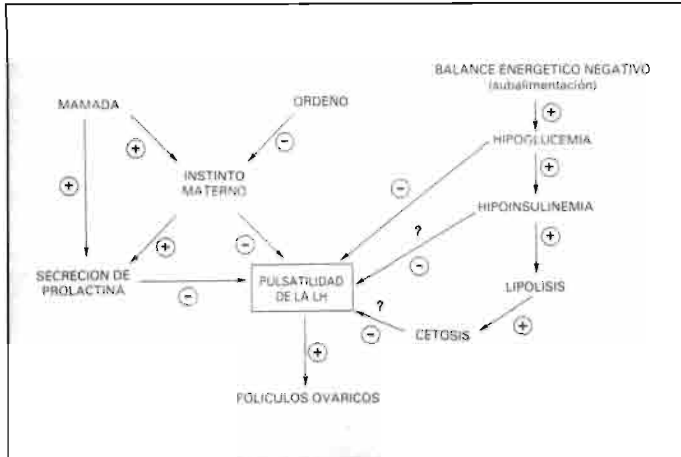 BALANCE ENERGETICO NEGATIVO
(subalimentación)
MAMADA
ORDEÑO
+
+
+
−
HIPOGLUCEMIA
+
−
INSTINTO
MATERNO
HIPOINSULINEMIA
?
+
−
−
+
SECRECION DE
PROLACTINA
−
PULSATILIDAD
DE LA LH
LIPOLISIS
?
−
CETOSIS
+
+
FOLICULOS OVARICOS